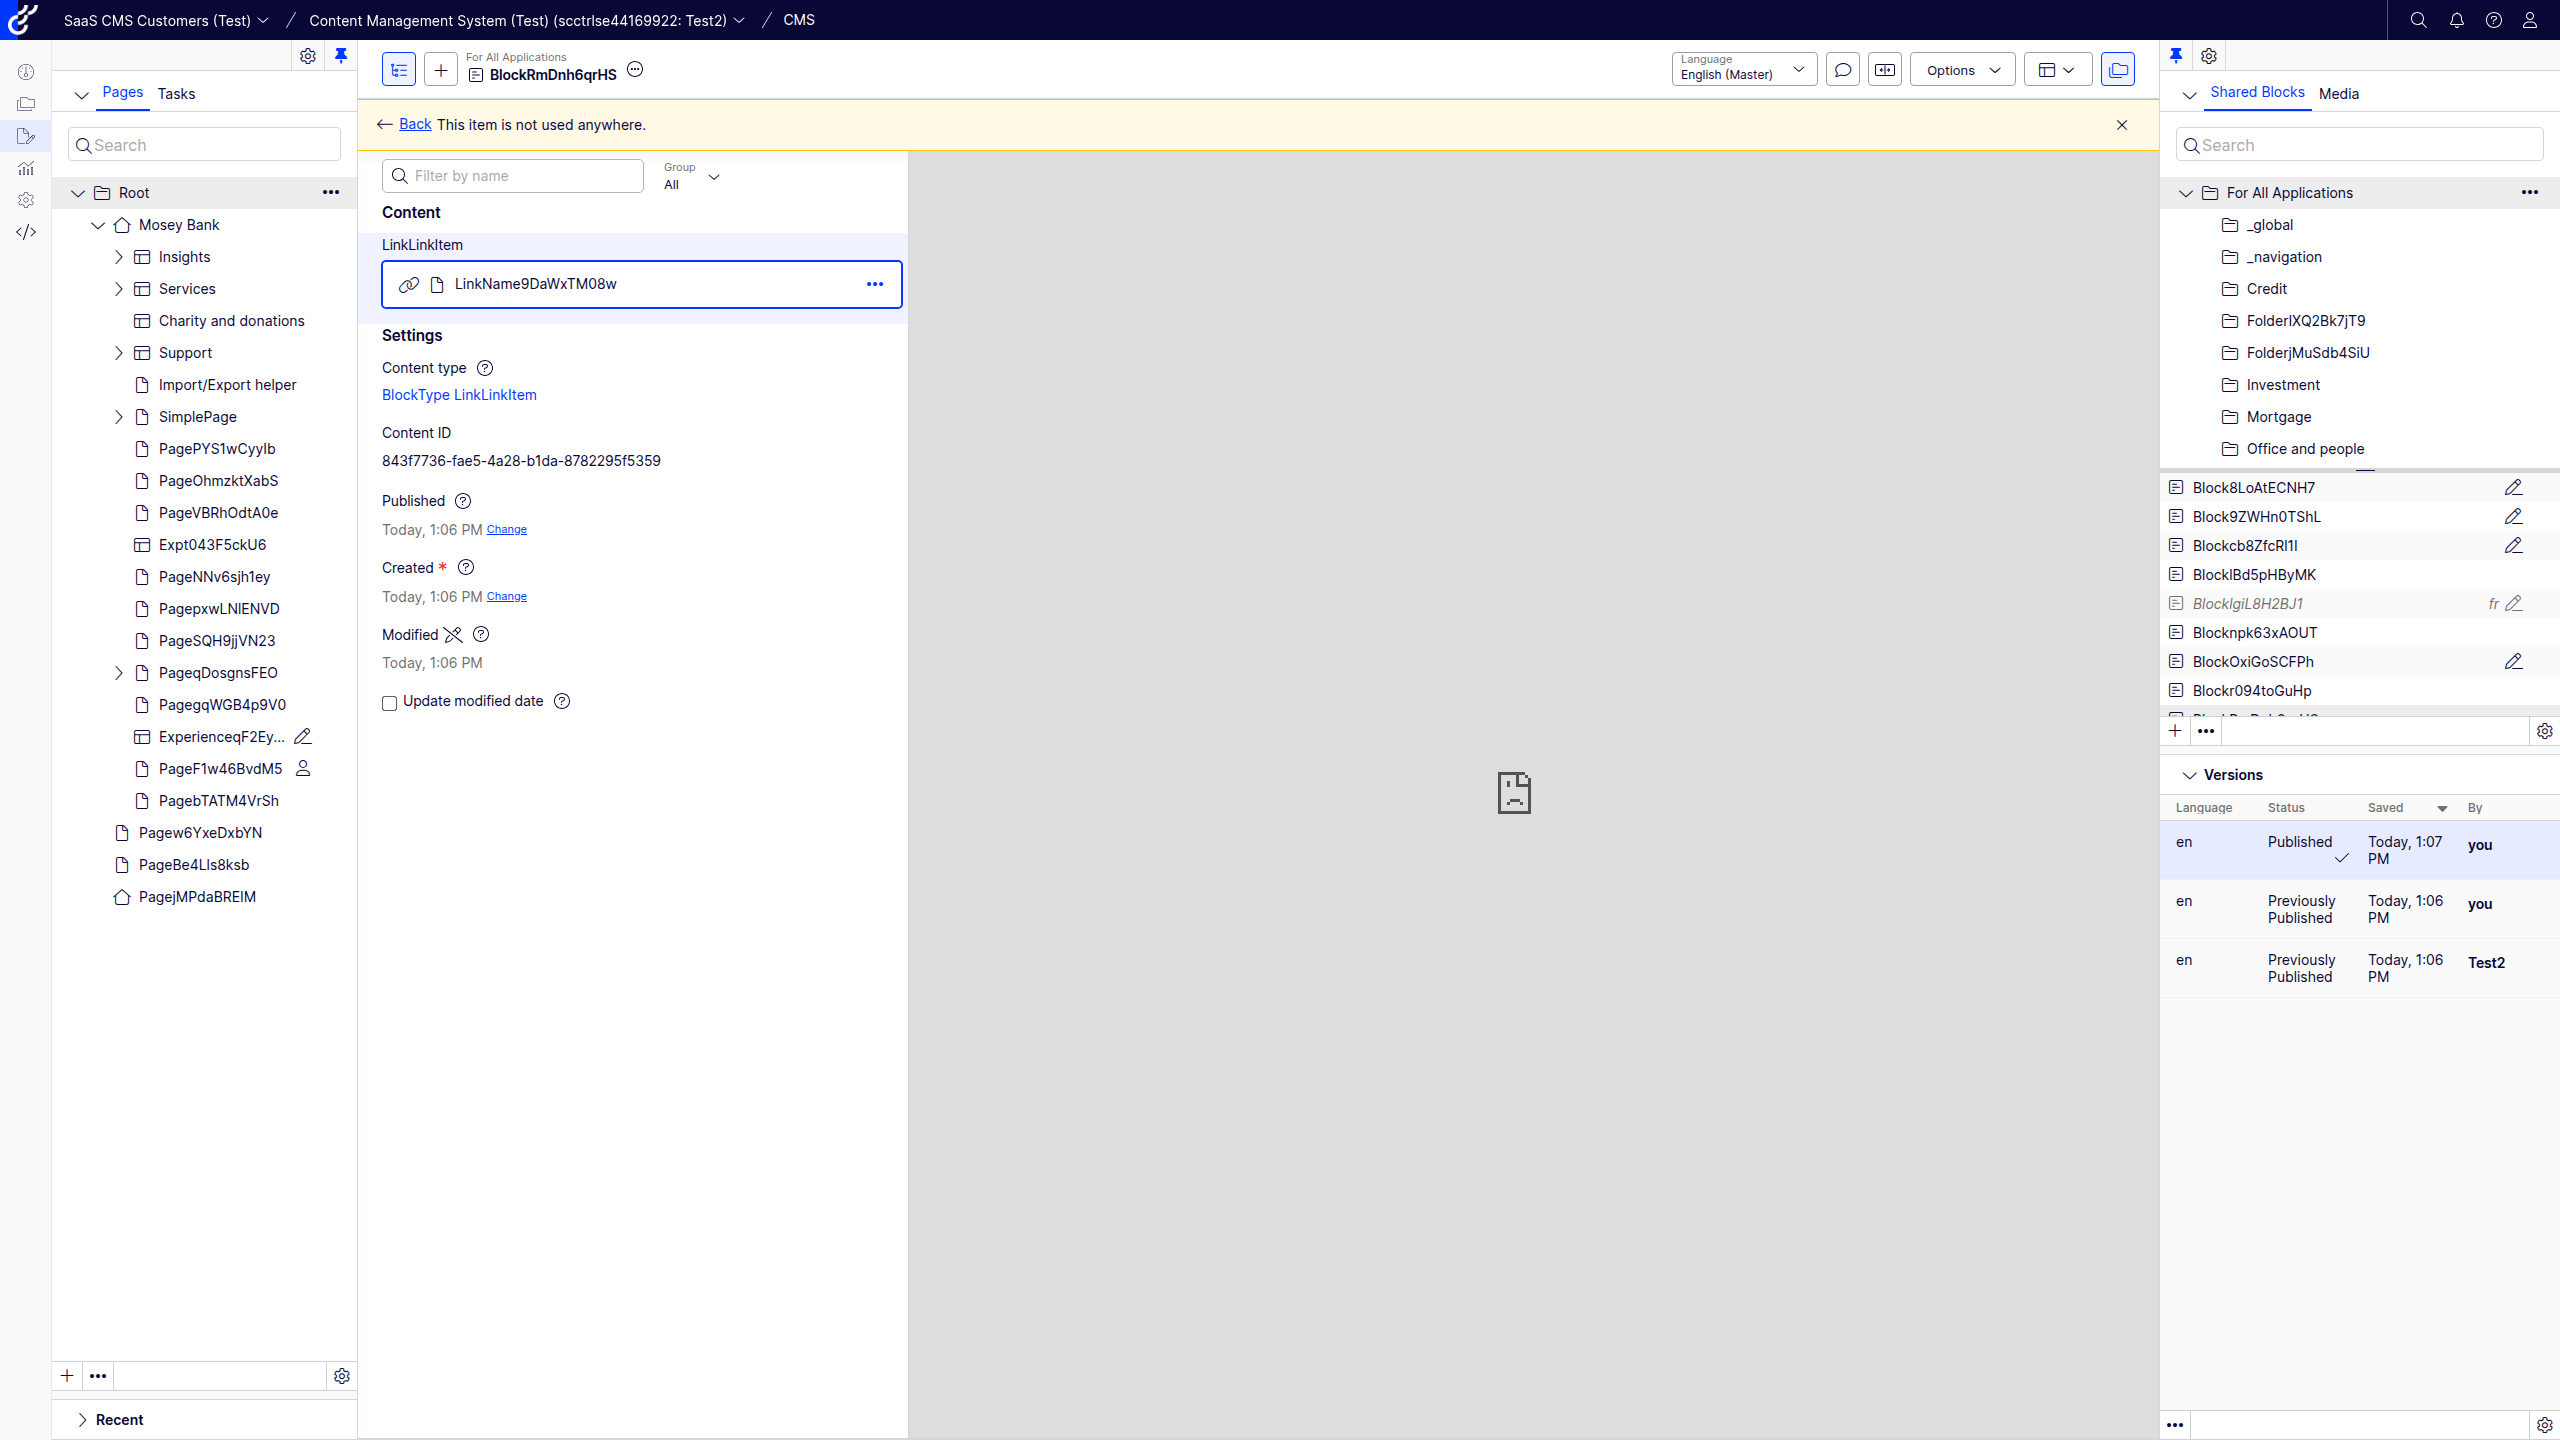 SaaS CMS Customers (Test)
Content Management System (Test) (scctrlse44169922: Test2)
CMS
Pages
Tasks
Search
Root
Mosey Bank
Insights
Services
Charity and donations
Support
Import/Export helper
SimplePage
PagePYS1wCyyIb
PageOhmzktXabS
PageVBRhOdtA0e
Expt043F5ckU6
PageNNv6sjh1ey
PagepxwLNlENVD
PageSQH9jjVN23
PageqDosgnsFEO
PagegqWGB4p9V0
ExperienceqF2Ey...
PageF1w46BvdM5
PagebTATM4VrSh
Pagew6YxeDxbYN
PageBe4LIs8ksb
PagejMPdaBREIM
Recent
For All Applications
BlockRmDnh6qrHS
Language
English (Master)
Options
Back This item is not used anywhere.
Filter by name
Group
All
Content
LinkLinkItem
LinkName9DaWxTM08w
Settings
Content type
BlockType LinkLinkItem
Content ID
843f7736-fae5-4a28-b1da-8782295f5359
Published
Today, 1:06 PM Change
Created *
Today, 1:06 PM Change
Modified
Today, 1:06 PM
Update modified date
Shared Blocks
Media
Search
For All Applications
_global
_navigation
Credit
FolderIXQ2Bk7jT9
FolderjMuSdb4SiU
Investment
Mortgage
Office and people
Block8LoAtECNH7
Block9ZWHn0TShL
Blockcb8ZfcRl1I
BlocklBd5pHByMK
BlocklgiL8H2BJ1 fr
Blocknpk63xAOUT
BlockOxiGoSCFPh
Blockr094toGuHp
Versions
Language Status Saved By
en Published Today, 1:07 PM you
en Previously Published Today, 1:06 PM you
en Previously Published Today, 1:06 PM Test2